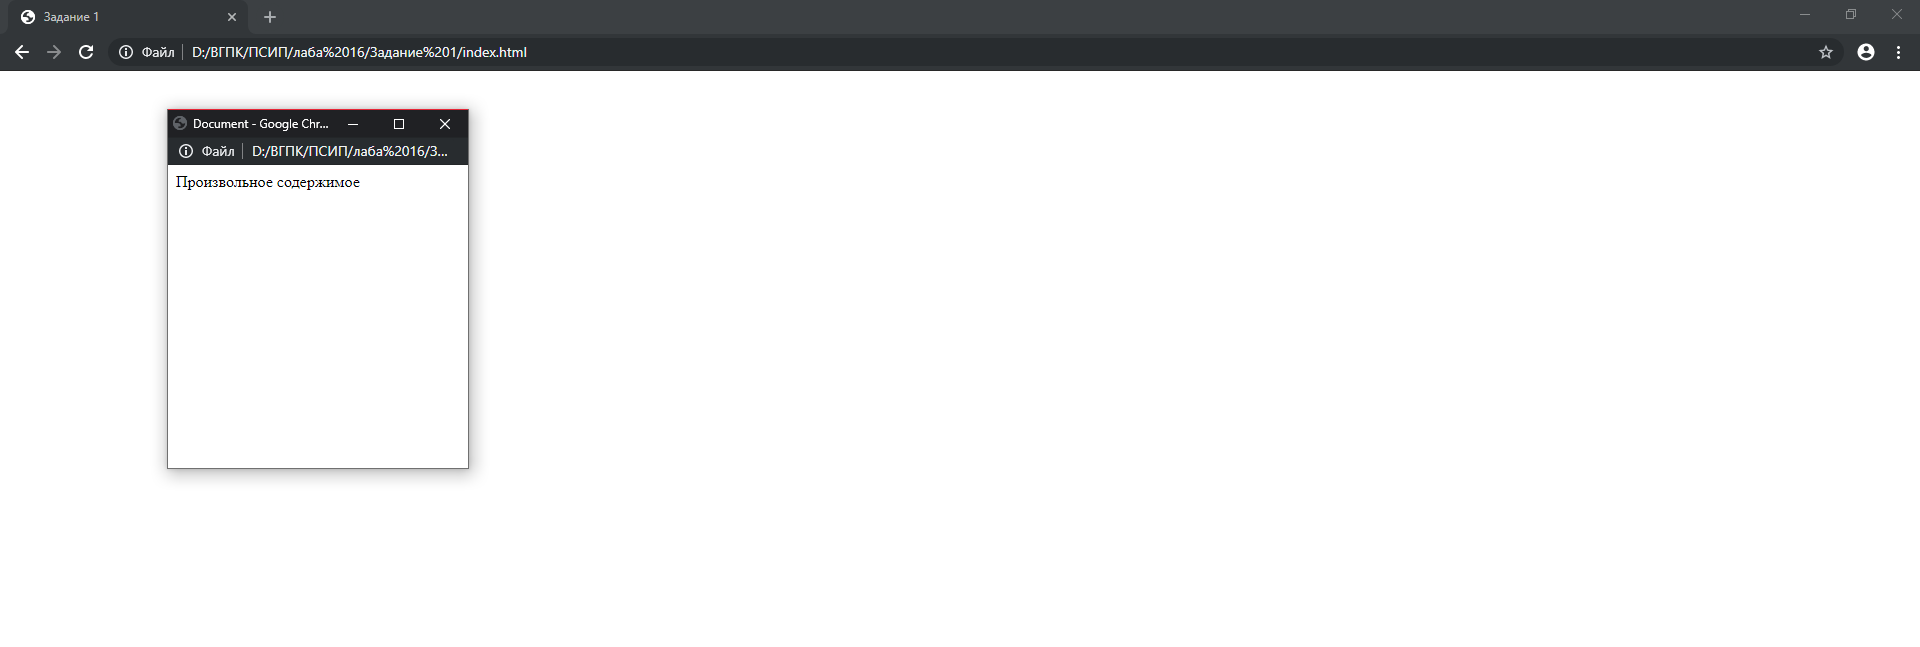 Задание 1
Файл D:/ВГПК/ПСИП/лаба%2016/Задание%201/index.html
Document - Google Chr...
Файл D:/ВГПК/ПСИП/лаба%2016/З...
Произвольное содержимое